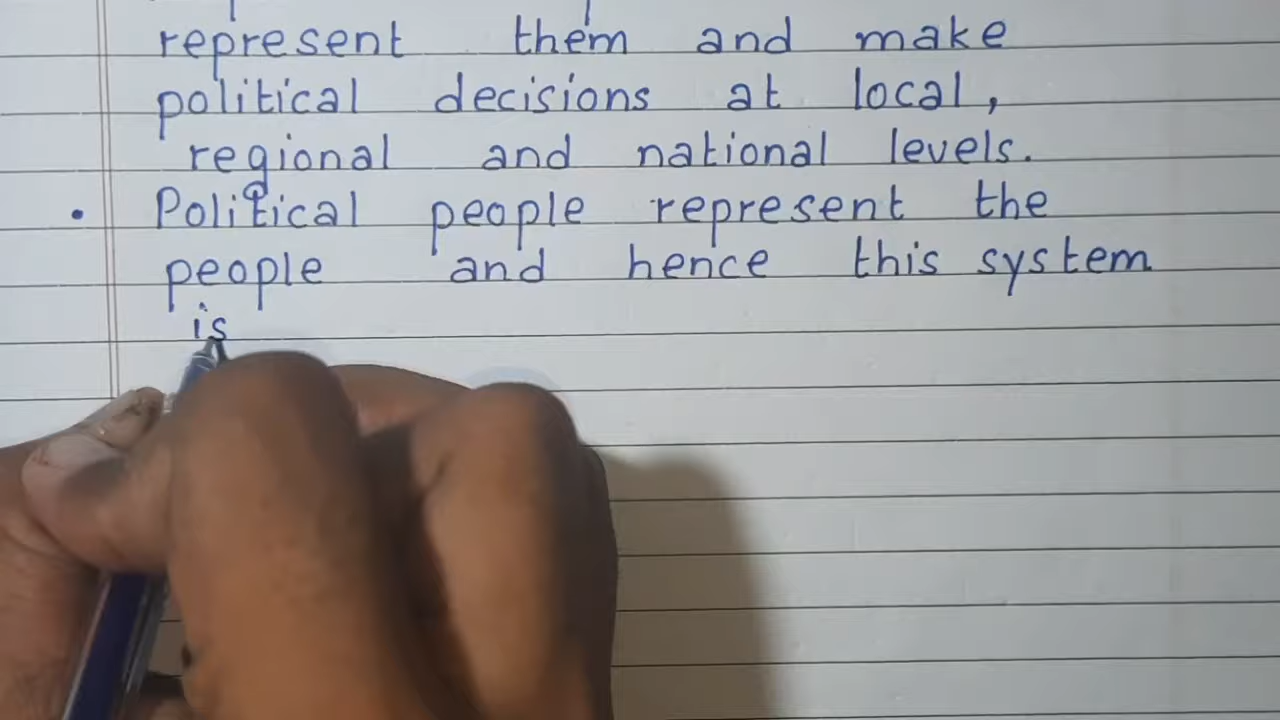 represent them and make
political decisions at local,
regional and national levels.
• Political people represent the
people and hence this system
is